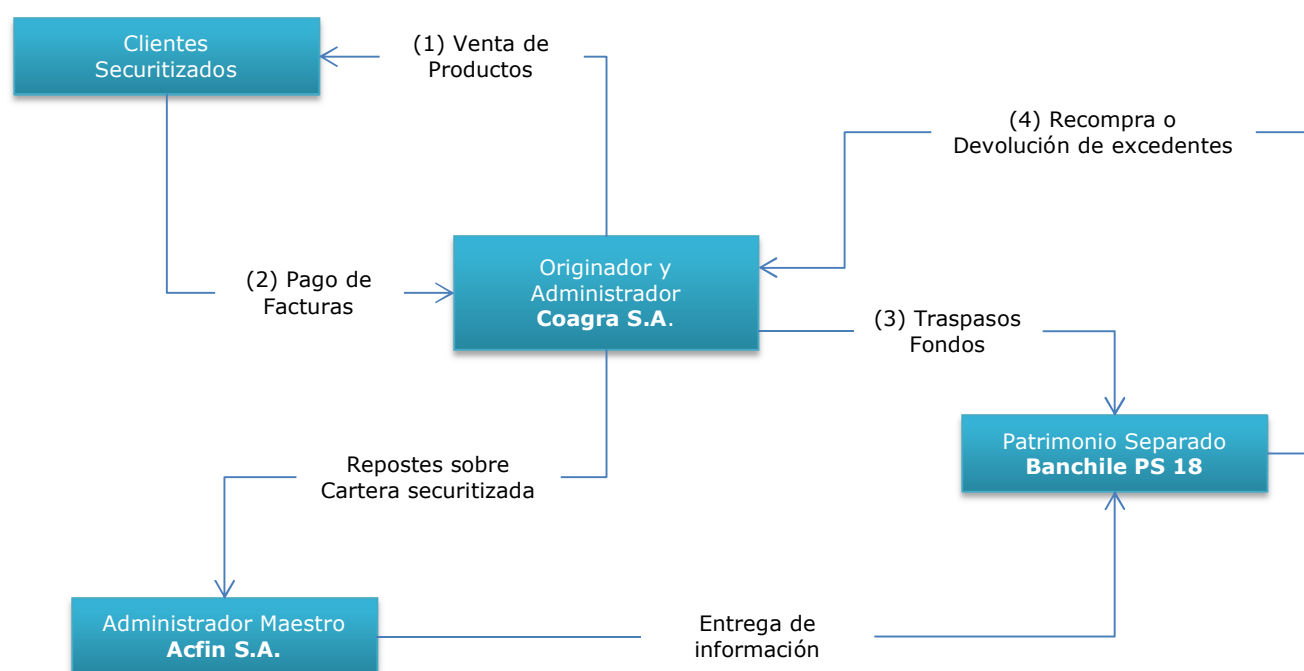 Clientes
Securitizados
(1) Venta de
Productos
(4) Recompra o
Devolución de excedentes
(2) Pago de
Facturas
Originador y
Administrador
Coagra S.A.
(3) Traspasos
Fondos
Patrimonio Separado
Banchile PS 18
Repostes sobre
Cartera securitizada
Administrador Maestro
Acfin S.A.
Entrega de
información